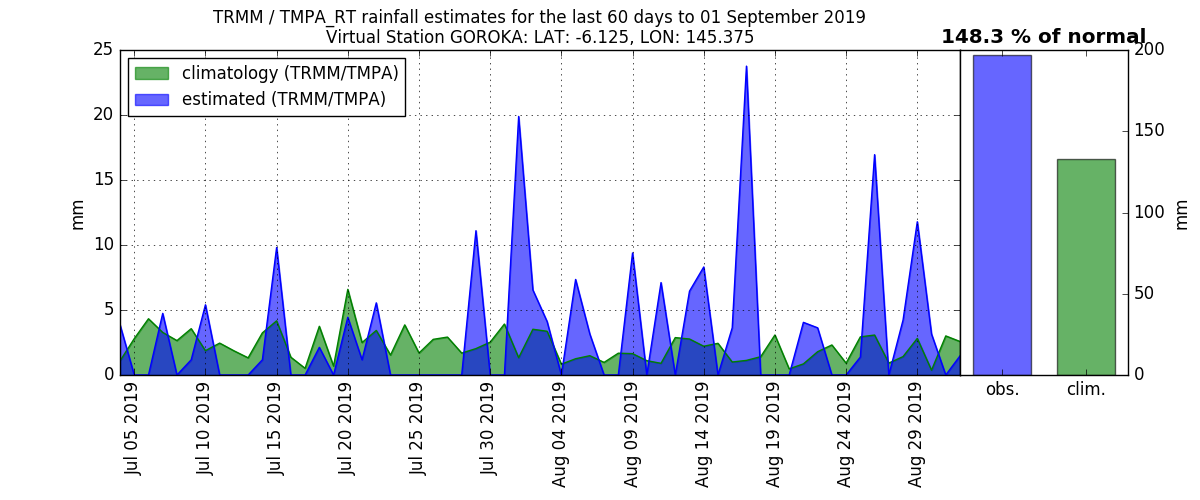 TRMM / TMPA_RT rainfall estimates for the last 60 days to 01 September 2019
Virtual Station GOROKA: LAT: -6.125, LON: 145.375
148.3 % of normal
climatology (TRMM/TMPA)
estimated (TRMM/TMPA)
25
20
15
10
5
0
mm
Jul 05 2019
Jul 10 2019
Jul 15 2019
Jul 20 2019
Jul 25 2019
Jul 30 2019
Aug 04 2019
Aug 09 2019
Aug 14 2019
Aug 19 2019
Aug 24 2019
Aug 29 2019
obs.
clim.
200
150
100
50
0
mm